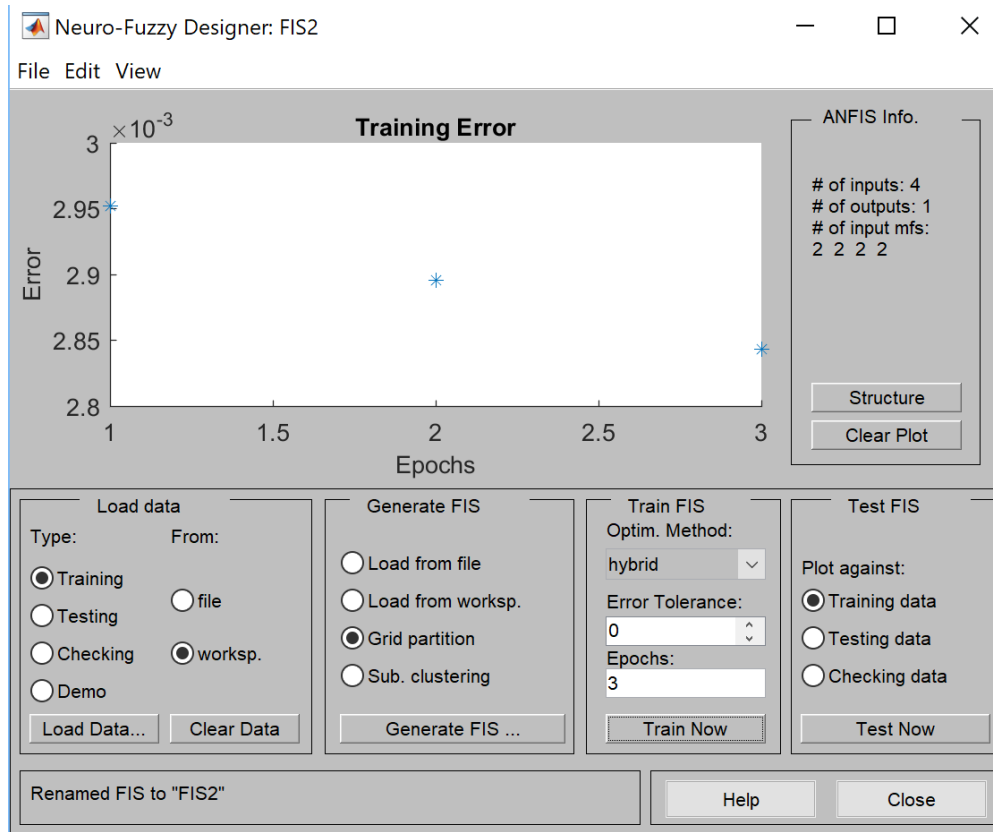 Neuro-Fuzzy Designer: FIS2
File Edit View
×10-3
Training Error
3
2.95
2.9
2.85
2.8
Error
1
1.5
2
2.5
3
Epochs
ANFIS Info.
# of inputs: 4
# of outputs: 1
# of input mfs:
2 2 2 2
Structure
Clear Plot
Load data
Type:
From:
Training
Testing
Checking
Demo
file
worksp.
Load Data...
Clear Data
Generate FIS
Load from file
Load from worksp.
Grid partition
Sub. clustering
Generate FIS ...
Train FIS
Optim. Method:
hybrid
Error Tolerance:
0
Epochs:
3
Train Now
Test FIS
Plot against:
Training data
Testing data
Checking data
Test Now
Renamed FIS to "FIS2"
Help
Close